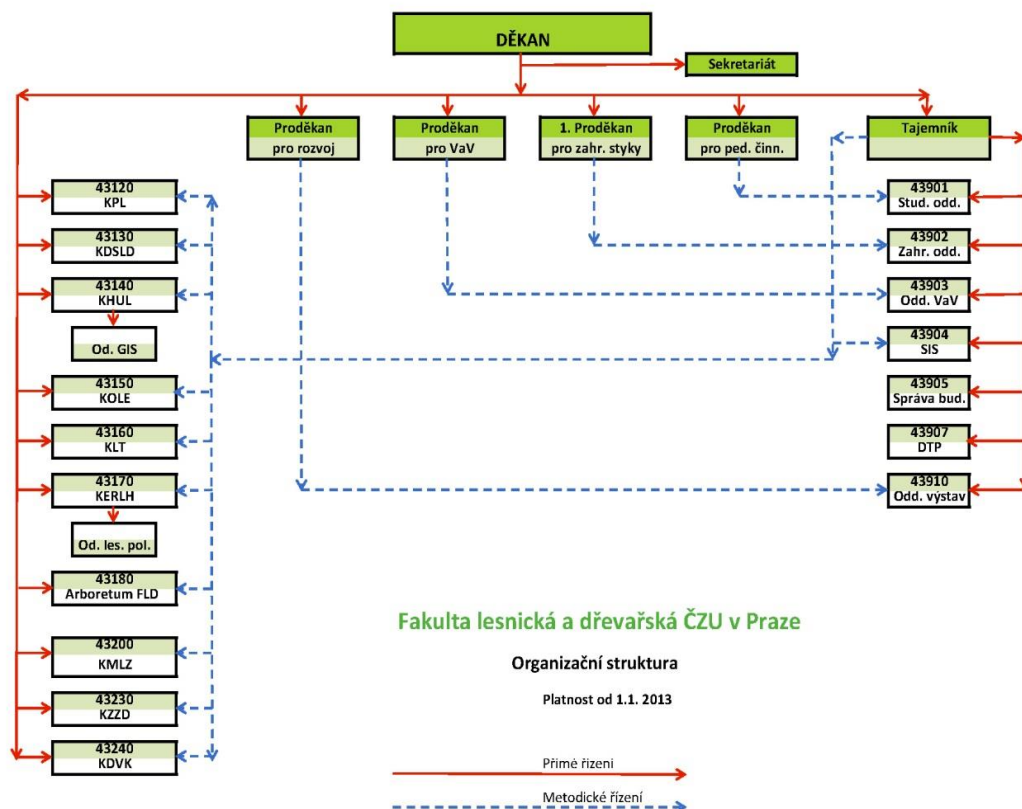 DĚKAN
Sekretariát
Proděkan
pro rozvoj
Proděkan
pro VaV
1. Proděkan
pro zahr. styky
Proděkan
pro ped. činn.
Tajemník
43120
KPL
43130
KDSLD
43140
KHUL
Od. GIS
43150
KOLE
43160
KLT
43170
KERLH
Od. les. pol.
43180
Arboretum FLD
43200
KMLZ
43230
KZZD
43240
KDVK
43901
Stud. odd.
43902
Zahr. odd.
43903
Odd. VaV
43904
SIS
43905
Správa bud.
43907
DTP
43910
Odd. výstav
Fakulta lesnická a dřevařská ČZU v Praze
Organizační struktura
Platnost od 1.1. 2013
Přímé řízení
Metodické řízení